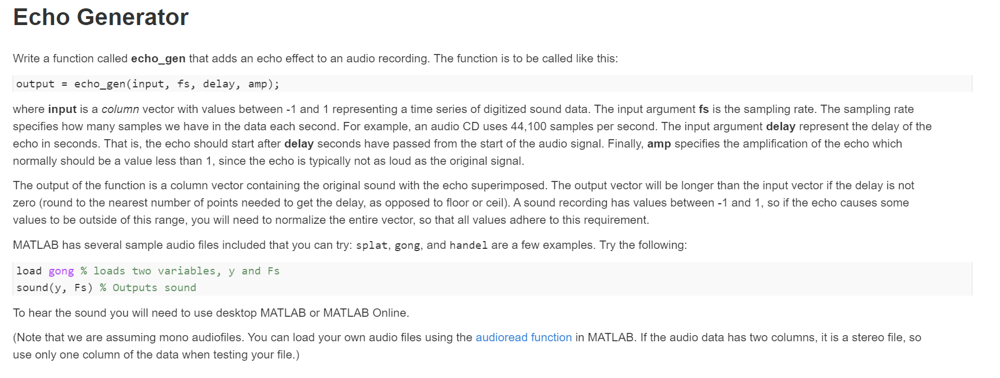 Echo Generator
Write a function called echo_gen that adds an echo effect to an audio recording. The function is to be called like this:
output = echo_gen(input, fs, delay, amp);
where input is a column vector with values between -1 and 1 representing a time series of digitized sound data. The input argument fs is the sampling rate. The sampling rate
specifies how many samples we have in the data each second. For example, an audio CD uses 44,100 samples per second. The input argument delay represent the delay of the
echo in seconds. That is, the echo should start after delay seconds have passed from the start of the audio signal. Finally, amp specifies the amplification of the echo which
normally should be a value less than 1, since the echo is typically not as loud as the original signal.
The output of the function is a column vector containing the original sound with the echo superimposed. The output vector will be longer than the input vector if the delay is not
zero (round to the nearest number of points needed to get the delay, as opposed to floor or ceil). A sound recording has values between -1 and 1, so if the echo causes some
values to be outside of this range, you will need to normalize the entire vector, so that all values adhere to this requirement.
MATLAB has several sample audio files included that you can try: splat, gong, and handel are a few examples. Try the following:
load gong % loads two variables, y and Fs
sound(y, Fs) % Outputs sound
To hear the sound you will need to use desktop MATLAB or MATLAB Online.
(Note that we are assuming mono audiofiles. You can load your own audio files using the audioread function in MATLAB. If the audio data has two columns, it is a stereo file, so
use only one column of the data when testing your file.)